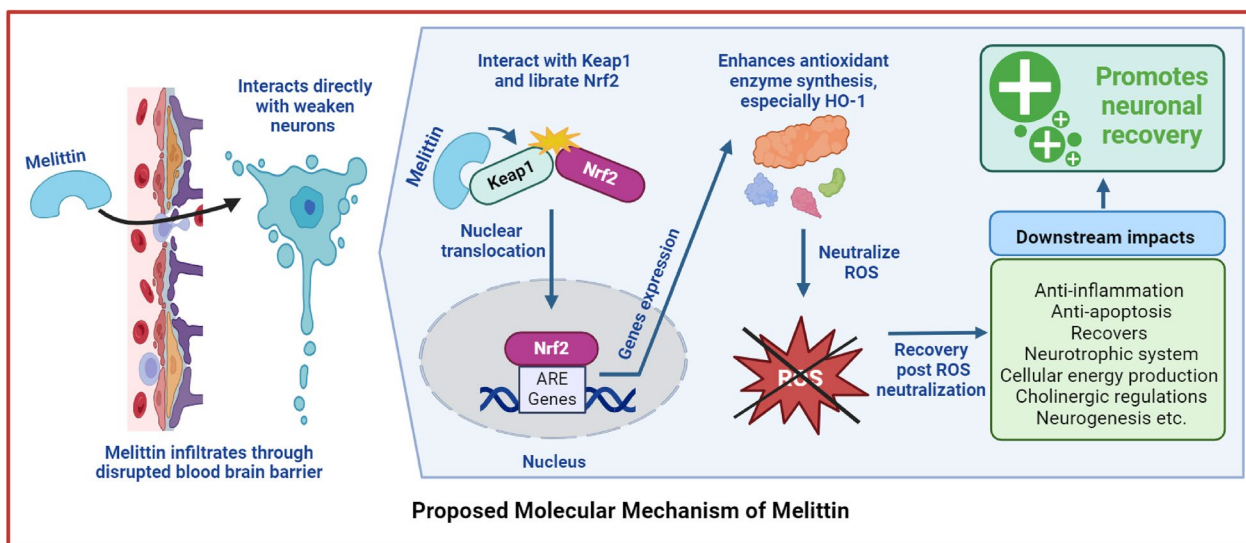 Melittin
Interacts directly
with weaken
neurons
Melittin infiltrates through
disrupted blood brain barrier
Interact with Keap1
and librate Nrf2
Melittin
Keap1
Nrf2
Nuclear
translocation
Nrf2
ARE
Genes
Nucleus
Genes expression
Enhances antioxidant
enzyme synthesis,
especially HO-1
Neutralize
ROS
ROS
Recovery
post ROS
neutralization
Promotes
neuronal
recovery
Downstream impacts
Anti-inflammation
Anti-apoptosis
Recovers
Neurotrophic system
Cellular energy production
Cholinergic regulations
Neurogenesis etc.
Proposed Molecular Mechanism of Melittin